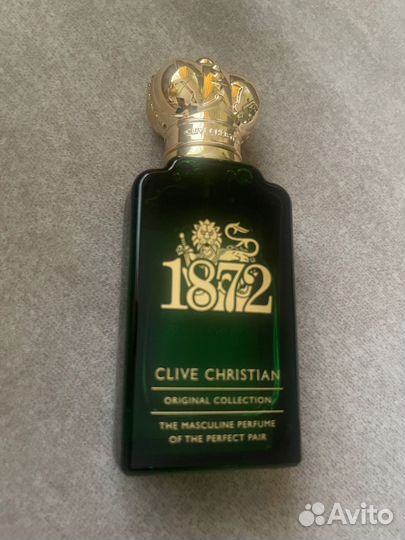 1872
CLIVE CHRISTIAN
ORIGINAL COLLECTION
THE MASCULINE PERFUME
OF THE PERFECT PAIR
Avito